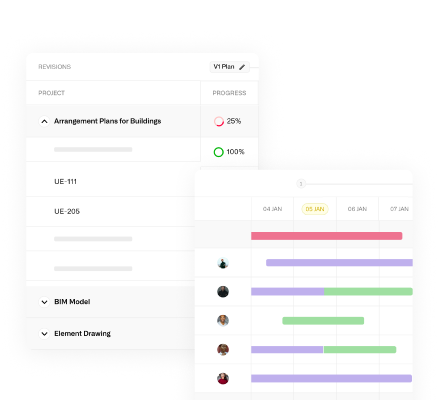 REVISIONS V1 Plan
PROJECT PROGRESS
Arrangement Plans for Buildings 25%
100%
UE-111
UE-205
BIM Model
Element Drawing
04 JAN 05 JAN 06 JAN 07 JAN